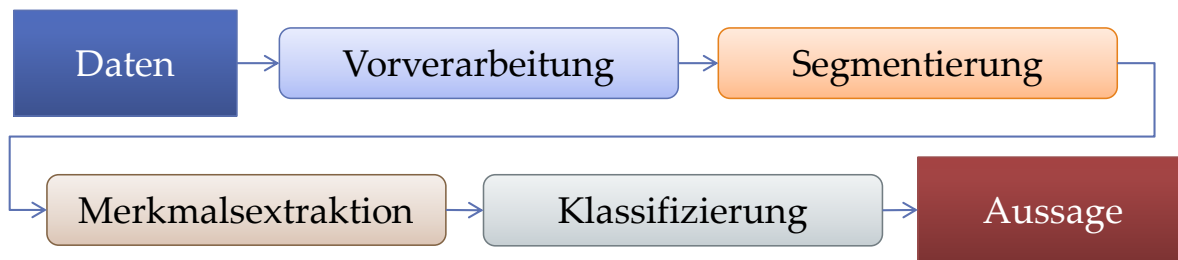 Daten
Vorverarbeitung
Segmentierung
Merkmalsextraktion
Klassifizierung
Aussage